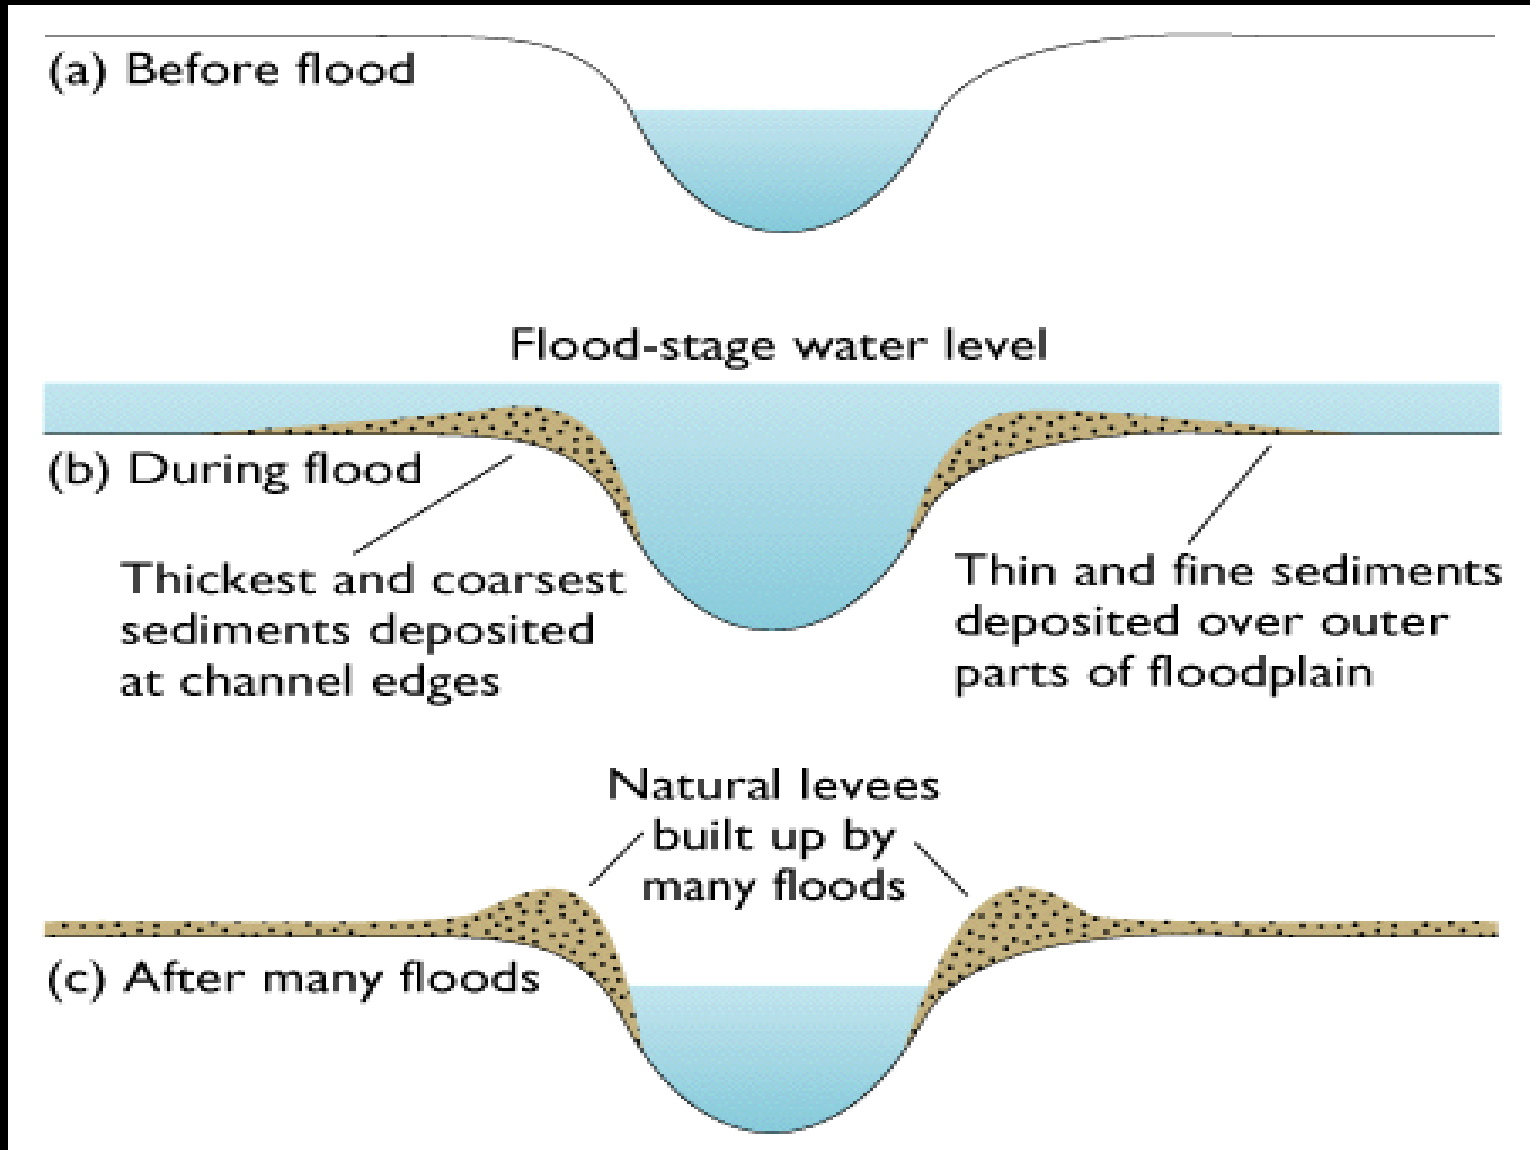 (a) Before flood
Flood-stage water level
(b) During flood
Thickest and coarsest
sediments deposited
at channel edges
Thin and fine sediments
deposited over outer
parts of floodplain
Natural levees
built up by
many floods
(c) After many floods